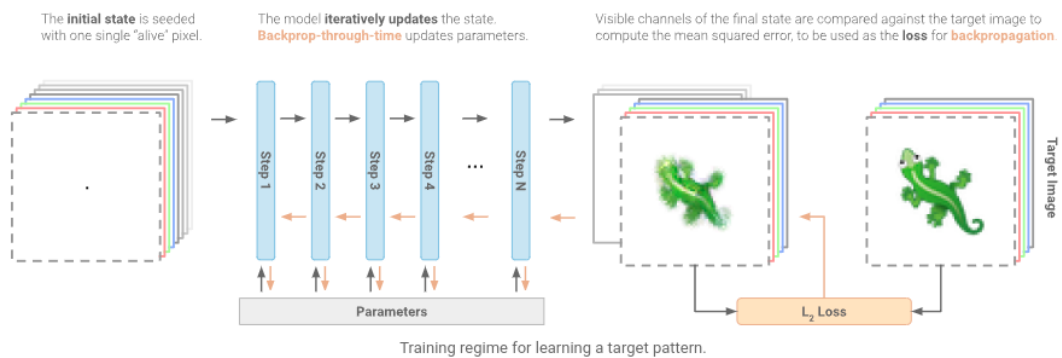 The initial state is seeded
with one single "alive" pixel.
The model iteratively updates the state.
Backprop-through-time updates parameters.
Visible channels of the final state are compared against the target image to
compute the mean squared error, to be used as the loss for backpropagation.
Step 1
Step 2
Step 3
Step 4
...
Step N
Target Image
Parameters
L₂ Loss
Training regime for learning a target pattern.